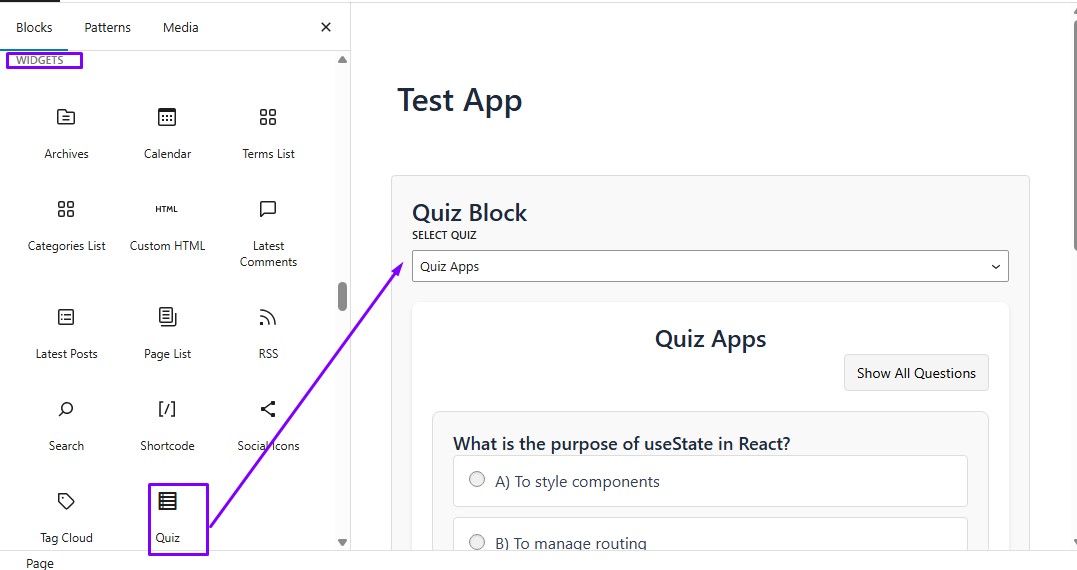 Blocks
Patterns
Media
WIDGETS
Archives
Calendar
Terms List
Categories List
Custom HTML
HTML
Latest
Comments
Latest Posts
Page List
RSS
Search
[/]
Shortcode
Social Icons
Tag Cloud
Quiz
Page
Test App
Quiz Block
SELECT QUIZ
Quiz Apps
Quiz Apps
Show All Questions
What is the purpose of useState in React?
A) To style components
B) To manage routing